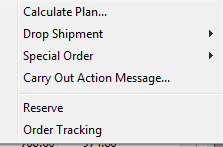 Calculate Plan...
Drop Shipment
Special Order
Carry Out Action Message...
Reserve
Order Tracking